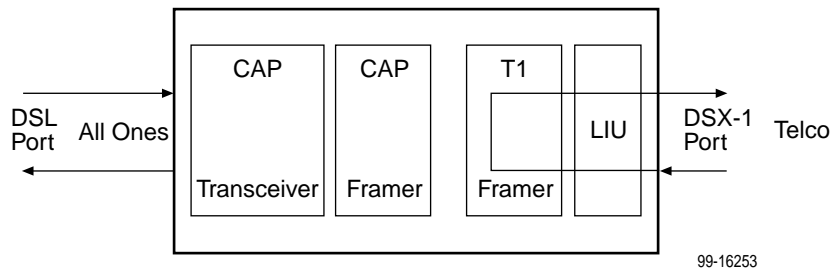 CAP CAP T1
DSL Port
All Ones
LIU
DSX-1 Port
Telco
Transceiver Framer Framer
99-16253